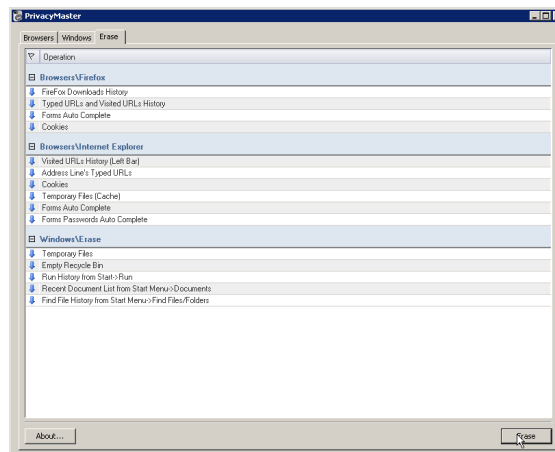 PrivacyMaster
Browsers Windows Erase
Operation
Browsers\Firefox
FireFox Downloads History
Typed URLs and Visited URLs History
Forms Auto Complete
Cookies
Browsers\Internet Explorer
Visited URLs History (Left Bar)
Address Line's Typed URLs
Cookies
Temporary Files (Cache)
Forms Auto Complete
Forms Passwords Auto Complete
Windows\Erase
Temporary Files
Empty Recycle Bin
Run History from Start->Run
Recent Document List from Start Menu->Documents
Find File History from Start Menu->Find Files/Folders
About... Erase